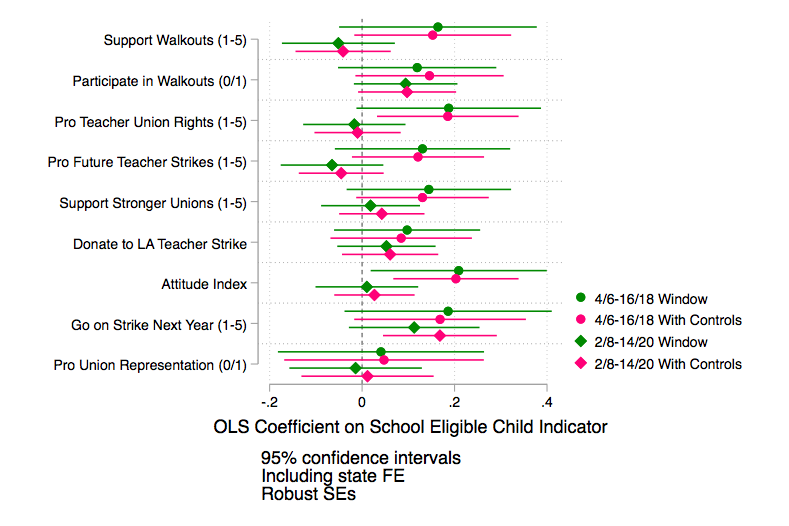 Support Walkouts (1-5)
Participate in Walkouts (0/1)
Pro Teacher Union Rights (1-5)
Pro Future Teacher Strikes (1-5)
Support Stronger Unions (1-5)
Donate to LA Teacher Strike
Attitude Index
Go on Strike Next Year (1-5)
Pro Union Representation (0/1)
4/6-16/18 Window
4/6-16/18 With Controls
2/8-14/20 Window
2/8-14/20 With Controls
-.2 0 .2 .4
OLS Coefficient on School Eligible Child Indicator
95% confidence intervals
Including state FE
Robust SEs